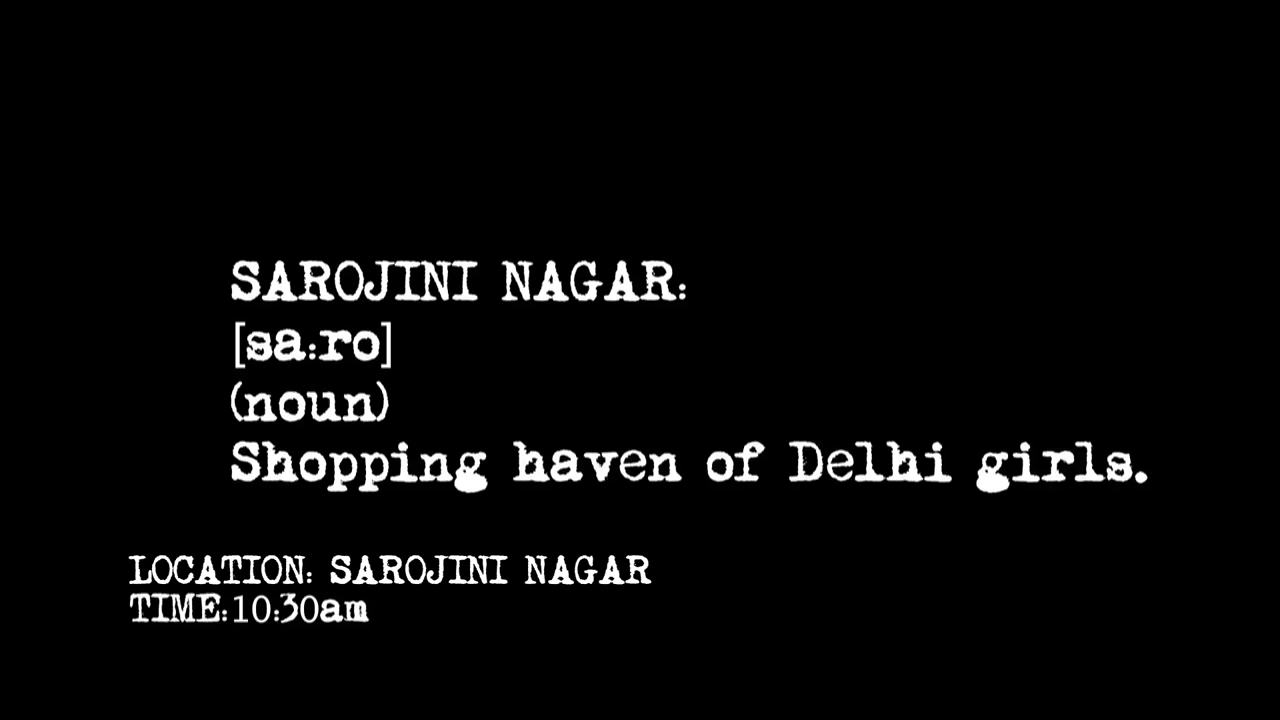 SAROJINI NAGAR:
[sa:ro]
(noun)
Shopping haven of Delhi girls.
LOCATION: SAROJINI NAGAR
TIME:10:30am